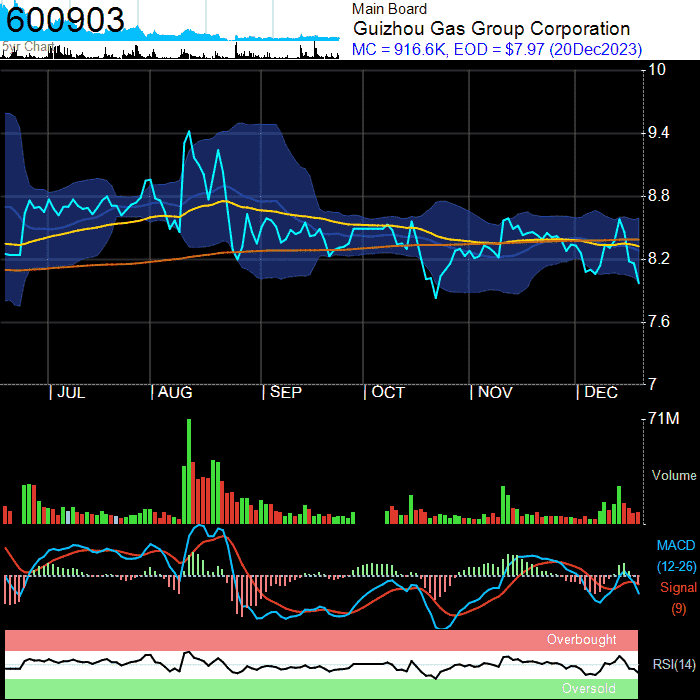 600903
5yr Chart
Main Board
Guizhou Gas Group Corporation
MC = 916.6K, EOD = $7.97 (20Dec2023)
10
9.4
8.8
8.2
7.6
7
JUL AUG SEP OCT NOV DEC
71M
Volume
MACD
(12-26)
Signal
(9)
Overbought
RSI(14)
Oversold